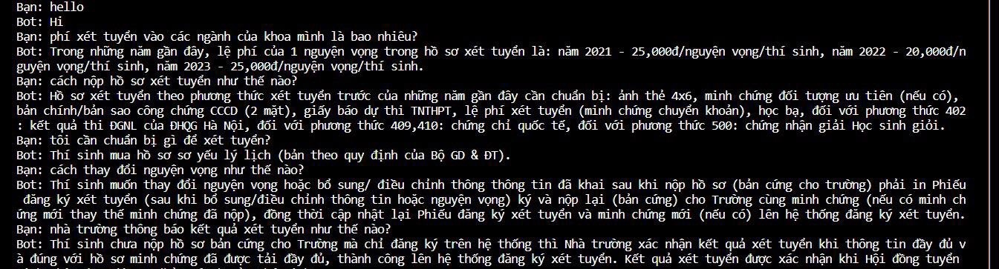 Bạn: hello
Bot: Hi
Bạn: phí xét tuyển vào các ngành của khoa mình là bao nhiêu?
Bot: Trong những năm gần đây, lệ phí của 1 nguyện vọng trong hồ sơ xét tuyển là: năm 2021 - 25,000đ/nguyện vọng/thí sinh, năm 2022 - 20,000đ/n
guyện vọng/thí sinh, năm 2023 - 25,000đ/nguyện vọng/thí sinh.
Bạn: cách nộp hồ sơ xét tuyển như thế nào?
Bot: Hồ sơ xét tuyển theo phương thức xét tuyển trước của những năm gần đây cần chuẩn bị: ảnh thẻ 4x6, minh chứng đối tượng ưu tiên (nếu có),
bản chính/bản sao công chứng CCCD (2 mặt), giấy báo dự thi TNTHPT, lệ phí xét tuyển (minh chứng chuyển khoản), học bạ, đối với phương thức 402
: kết quả thi ĐGNL của ĐHQG Hà Nội, đối với phương thức 409,410: chứng chỉ quốc tế, đối với phương thức 500: chứng nhận giải Học sinh giỏi.
Bạn: tôi cần chuẩn bị gì để xét tuyển?
Bot: Thí sinh mua hồ sơ sơ yếu lý lịch (bản theo quy định của Bộ GD & ĐT).
Bạn: cách thay đổi nguyện vọng như thế nào?
Bot: Thí sinh muốn thay đổi nguyện vọng hoặc bổ sung/ điều chỉnh thông thông tin đã khai sau khi nộp hồ sơ (bản cứng cho trường) phải in Phiếu
đăng ký xét tuyển (sau khi bổ sung/điều chỉnh thông tin hoặc nguyện vọng) ký và nộp lại (bản cứng) cho Trường cùng minh chứng (nếu có minh ch
ứng mới thay thế minh chứng đã nộp), đồng thời cập nhật lại Phiếu đăng ký xét tuyển và minh chứng mới (nếu có) lên hệ thống đăng ký xét tuyển.
Bạn: nhà trường thông báo kết quả xét tuyển như thế nào?
Bot: Thí sinh chưa nộp hồ sơ bản cứng cho Trường mà chỉ đăng ký trên hệ thống thì Nhà trường xác nhận kết quả xét tuyển khi thông tin đầy đủ v
à đúng với hồ sơ minh chứng đã được tải đầy đủ, thành công lên hệ thống đăng ký xét tuyển. Kết quả xét tuyển được xác nhận khi Hội đồng tuyển